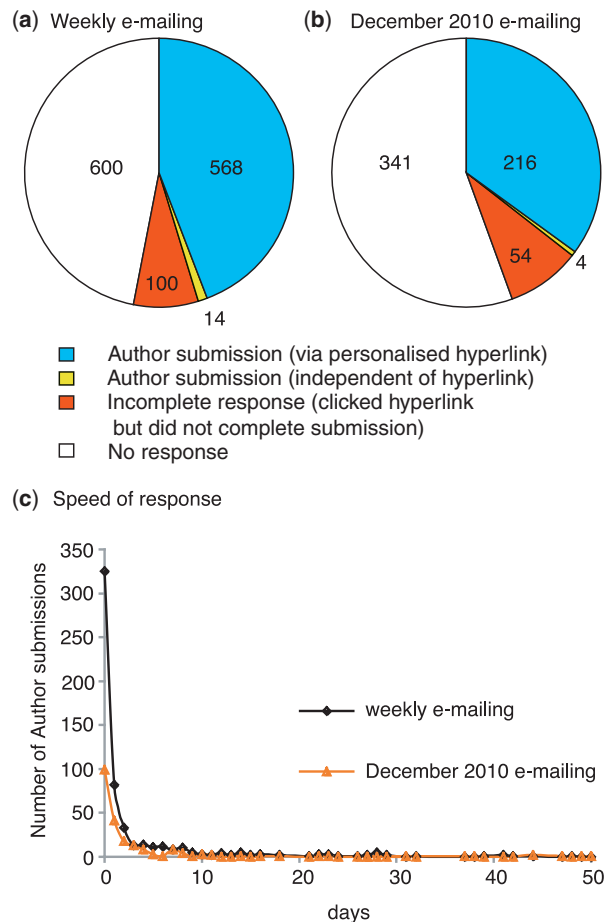 (a) Weekly e-mailing
(b) December 2010 e-mailing
600
568
100
14
341
216
54
4
Author submission (via personalised hyperlink)
Author submission (independent of hyperlink)
Incomplete response (clicked hyperlink
but did not complete submission)
No response
(c) Speed of response
Number of Author submissions
350
300
250
200
150
100
50
0
weekly e-mailing
December 2010 e-mailing
0
10
20
30
40
50
days